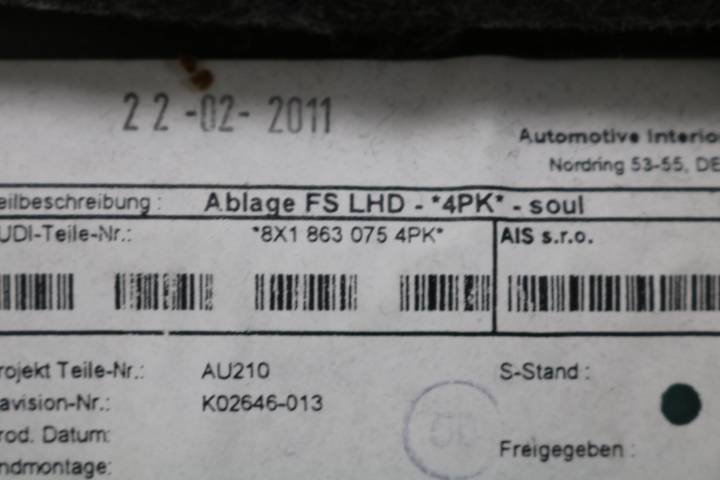 22-02-2011
Automotive Interio
Nordring 53-55, DE
eilbeschreibung : Ablage FS LHD - *4PK* - soul
UDI-Teile-Nr.: *8X1 863 075 4PK* AIS s.r.o.
rojekt Teile-Nr.: AU210 S-Stand :
avision-Nr.: K02646-013
rod. Datum:
Freigegeben :
ndmontage: